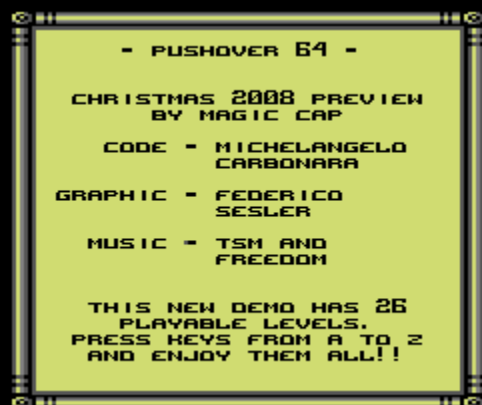 - PUSHOVER 64 -
CHRISTMAS 2008 PREVIEW
BY MAGIC CAP
CODE - MICHELANGELO
CARBONARA
GRAPHIC - FEDERICO
SESLER
MUSIC - TSM AND
FREEDOM
THIS NEW DEMO HAS 26
PLAYABLE LEVELS.
PRESS KEYS FROM A TO Z
AND ENJOY THEM ALL!!